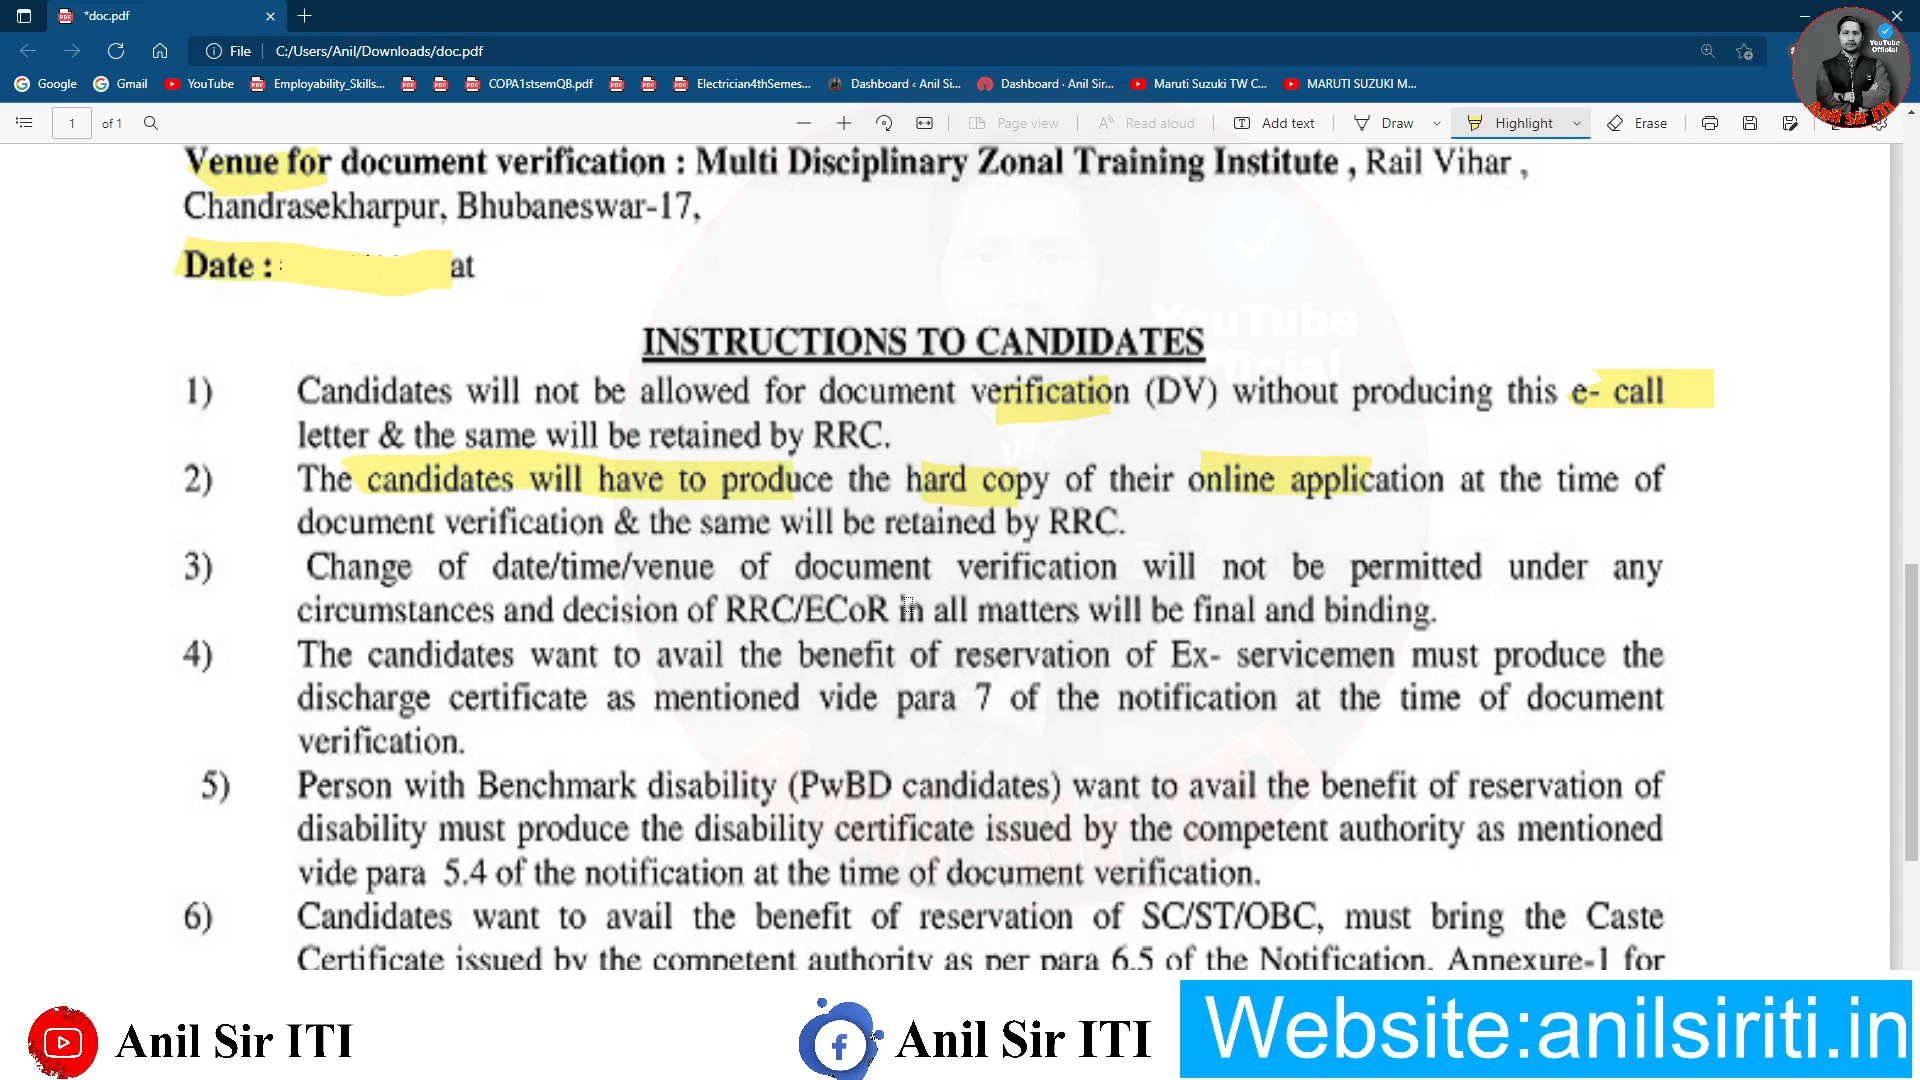 *doc.pdf
File C:/Users/Anil/Downloads/doc.pdf
Google Gmail YouTube Employability_Skills... COPA1stsemQB.pdf Electrician4thSemes... Dashboard ‹ Anil Si... Dashboard · Anil Sir... Maruti Suzuki TW C... MARUTI SUZUKI M...
YouTube
Official
Anil Sir ITI
1 of 1 Page view Read aloud Add text Draw Highlight Erase
Venue for document verification : Multi Disciplinary Zonal Training Institute , Rail Vihar ,
Chandrasekharpur, Bhubaneswar-17,
Date : at
YouTube
Official
INSTRUCTIONS TO CANDIDATES
1) Candidates will not be allowed for document verification (DV) without producing this e- call
letter & the same will be retained by RRC.
2) The candidates will have to produce the hard copy of their online application at the time of
document verification & the same will be retained by RRC.
3) Change of date/time/venue of document verification will not be permitted under any
circumstances and decision of RRC/ECoR in all matters will be final and binding.
4) The candidates want to avail the benefit of reservation of Ex- servicemen must produce the
discharge certificate as mentioned vide para 7 of the notification at the time of document
verification.
5) Person with Benchmark disability (PwBD candidates) want to avail the benefit of reservation of
disability must produce the disability certificate issued by the competent authority as mentioned
vide para 5.4 of the notification at the time of document verification.
Anil Sir ITI
6) Candidates want to avail the benefit of reservation of SC/ST/OBC, must bring the Caste
Certificate issued by the competent authority as per para 6.5 of the Notification. Annexure-1 for
Anil Sir ITI
Anil Sir ITI
Website:anilsiriti.in